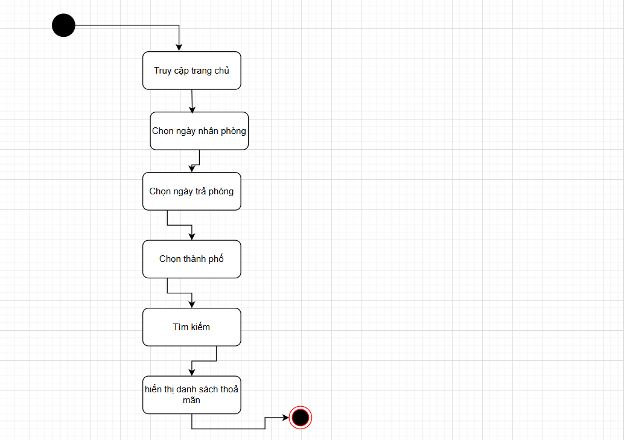 Truy cập trang chủ
Chọn ngày nhận phòng
Chọn ngày trả phòng
Chọn thành phố
Tìm kiếm
hiển thị danh sách thoả
mãn